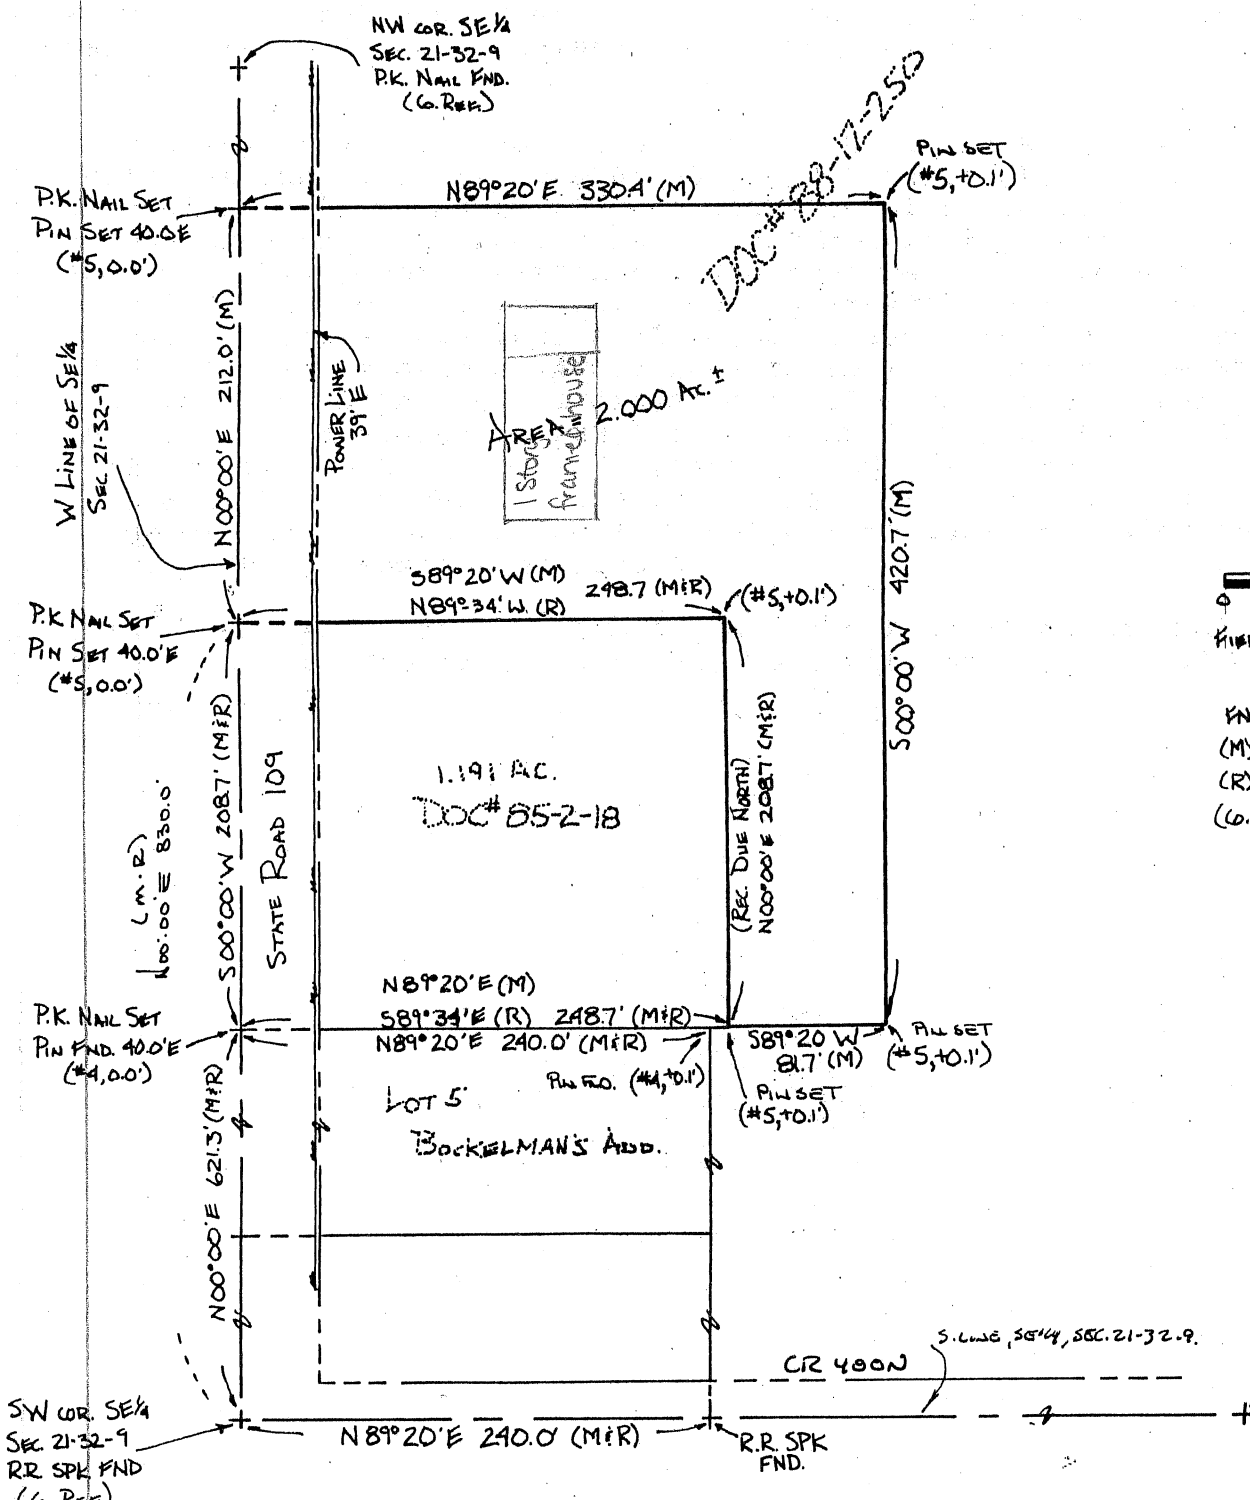 NW COR. SE¼
SEC. 21-32-9
P.K. NAIL FND.
(CO. REF.)
DOC# 88-12-250
PIN SET
(#5,+0.1')
N89°20'E 330.4' (M)
P.K. NAIL SET
PIN SET 40.0E
(#5,0.0')
N00°00'E 212.0' (M)
W LINE OF SE¼
SEC 21-32-9
POWER LINE
39' E
1 Story
frame house
AREA 2.000 AC.±
S00°00'W 420.7' (M)
S89°20'W (M)
N89°34'W. (R)
248.7 (M&R)
(#5,+0.1')
P.K. NAIL SET
PIN SET 40.0'E
(#5,0.0')
S00°00'W 208.7' (M&R)
STATE ROAD 109
1.191 AC.
DOC# 85-2-18
(REC. DUE NORTH)
N00°00'E 208.7' (M&R)
(M·R)
N00°00'E 830.0'
FN
(M)
(R)
N89°20'E (M)
S89°34'E (R) 248.7' (M&R)
N89°20'E 240.0' (M&R)
P.K. NAIL SET
PIN FND. 40.0'E
(#4,0.0')
S89°20 W
81.7' (M)
PIN SET
(#5,+0.1')
PIN FND. (#4,+0.1')
PIN SET
(#5,+0.1')
LOT 5
BOCKELMAN'S ADD.
N00°00'E 621.3' (M&R)
S. LINE, SE¼, SEC. 21-32-9.
CR 400N
SW COR. SE¼
SEC. 21-32-9
R.R. SPK FND
(CO. REF)
N89°20'E 240.0' (M&R)
R.R. SPK
FND.